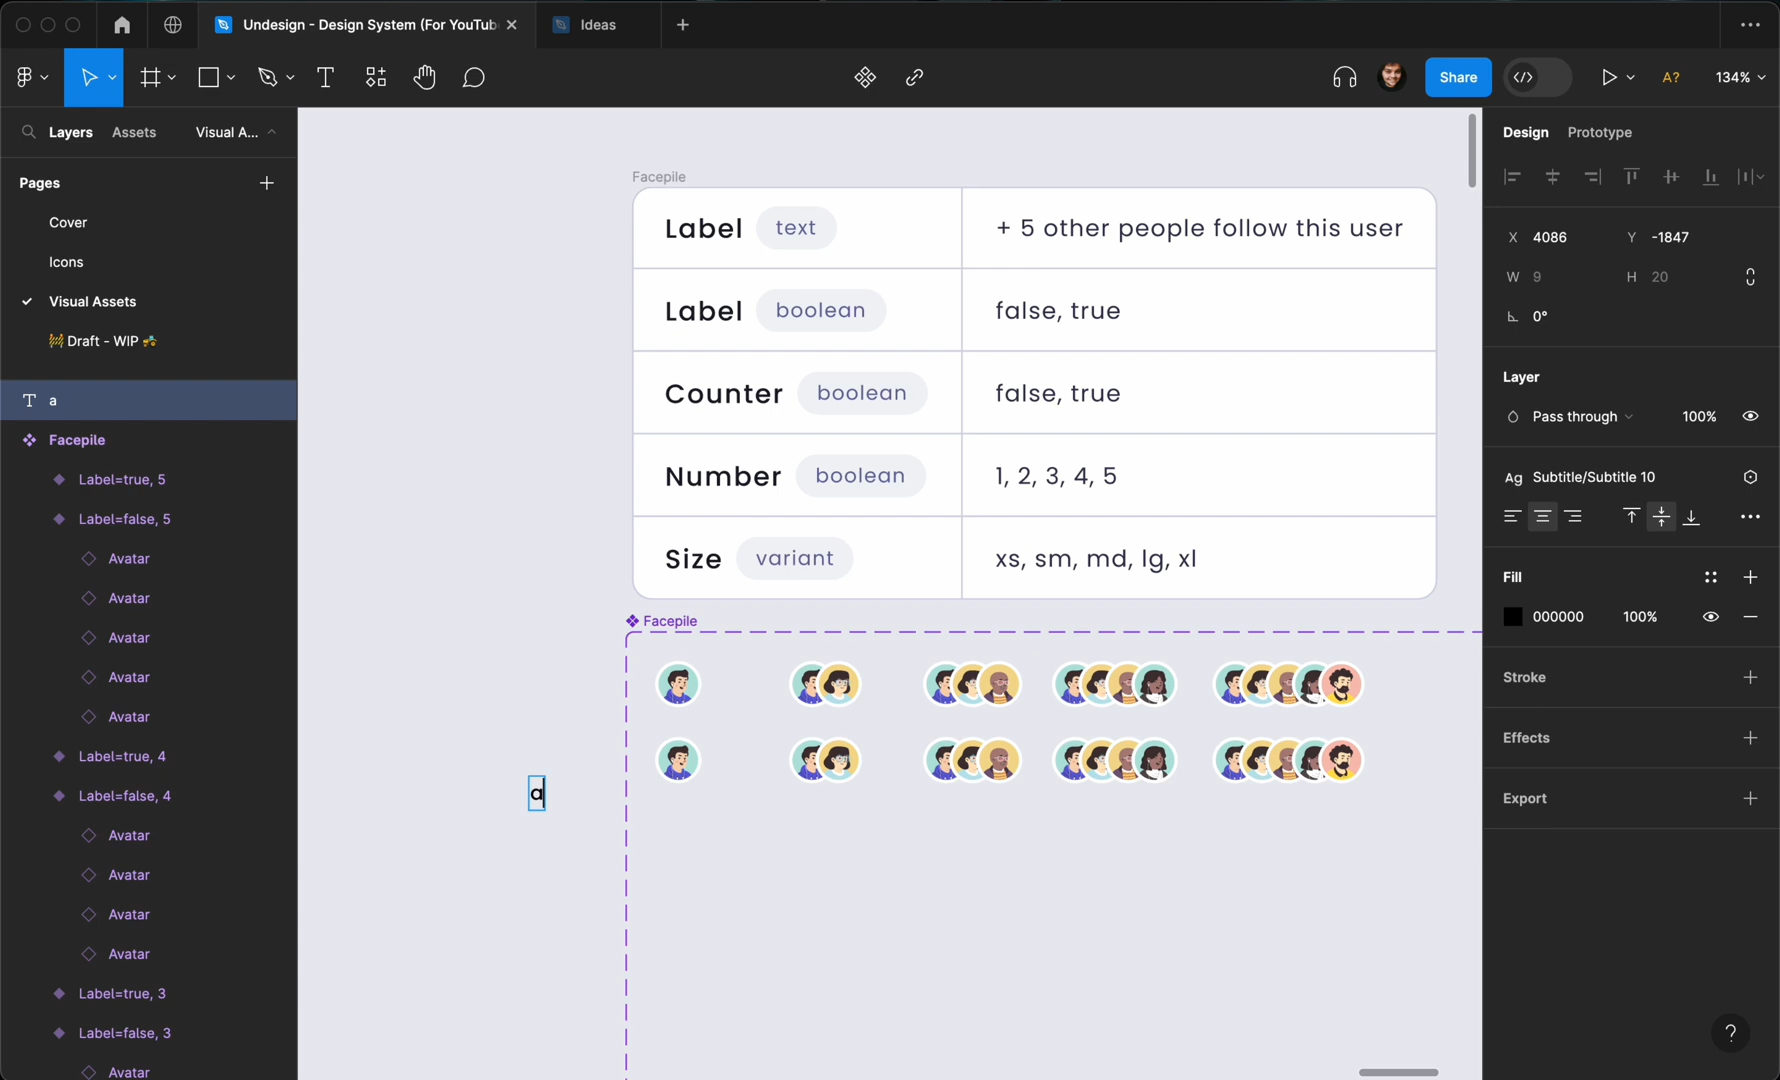 Undesign - Design System (For YouTub
Ideas
Share
A?
134%
Layers
Assets
Visual A...
Pages
Cover
Icons
Visual Assets
🚧 Draft - WIP 🚜
a
Facepile
Label=true, 5
Label=false, 5
Avatar
Avatar
Avatar
Avatar
Avatar
Label=true, 4
Label=false, 4
Avatar
Avatar
Avatar
Avatar
Label=true, 3
Label=false, 3
Avatar
Facepile
Label text + 5 other people follow this user
Label boolean false, true
Counter boolean false, true
Number boolean 1, 2, 3, 4, 5
Size variant xs, sm, md, lg, xl
Facepile
a
Design
Prototype
X 4086 Y -1847
W 9 H 20
0°
Layer
Pass through 100%
Ag Subtitle/Subtitle 10
Fill
000000 100%
Stroke
Effects
Export
?